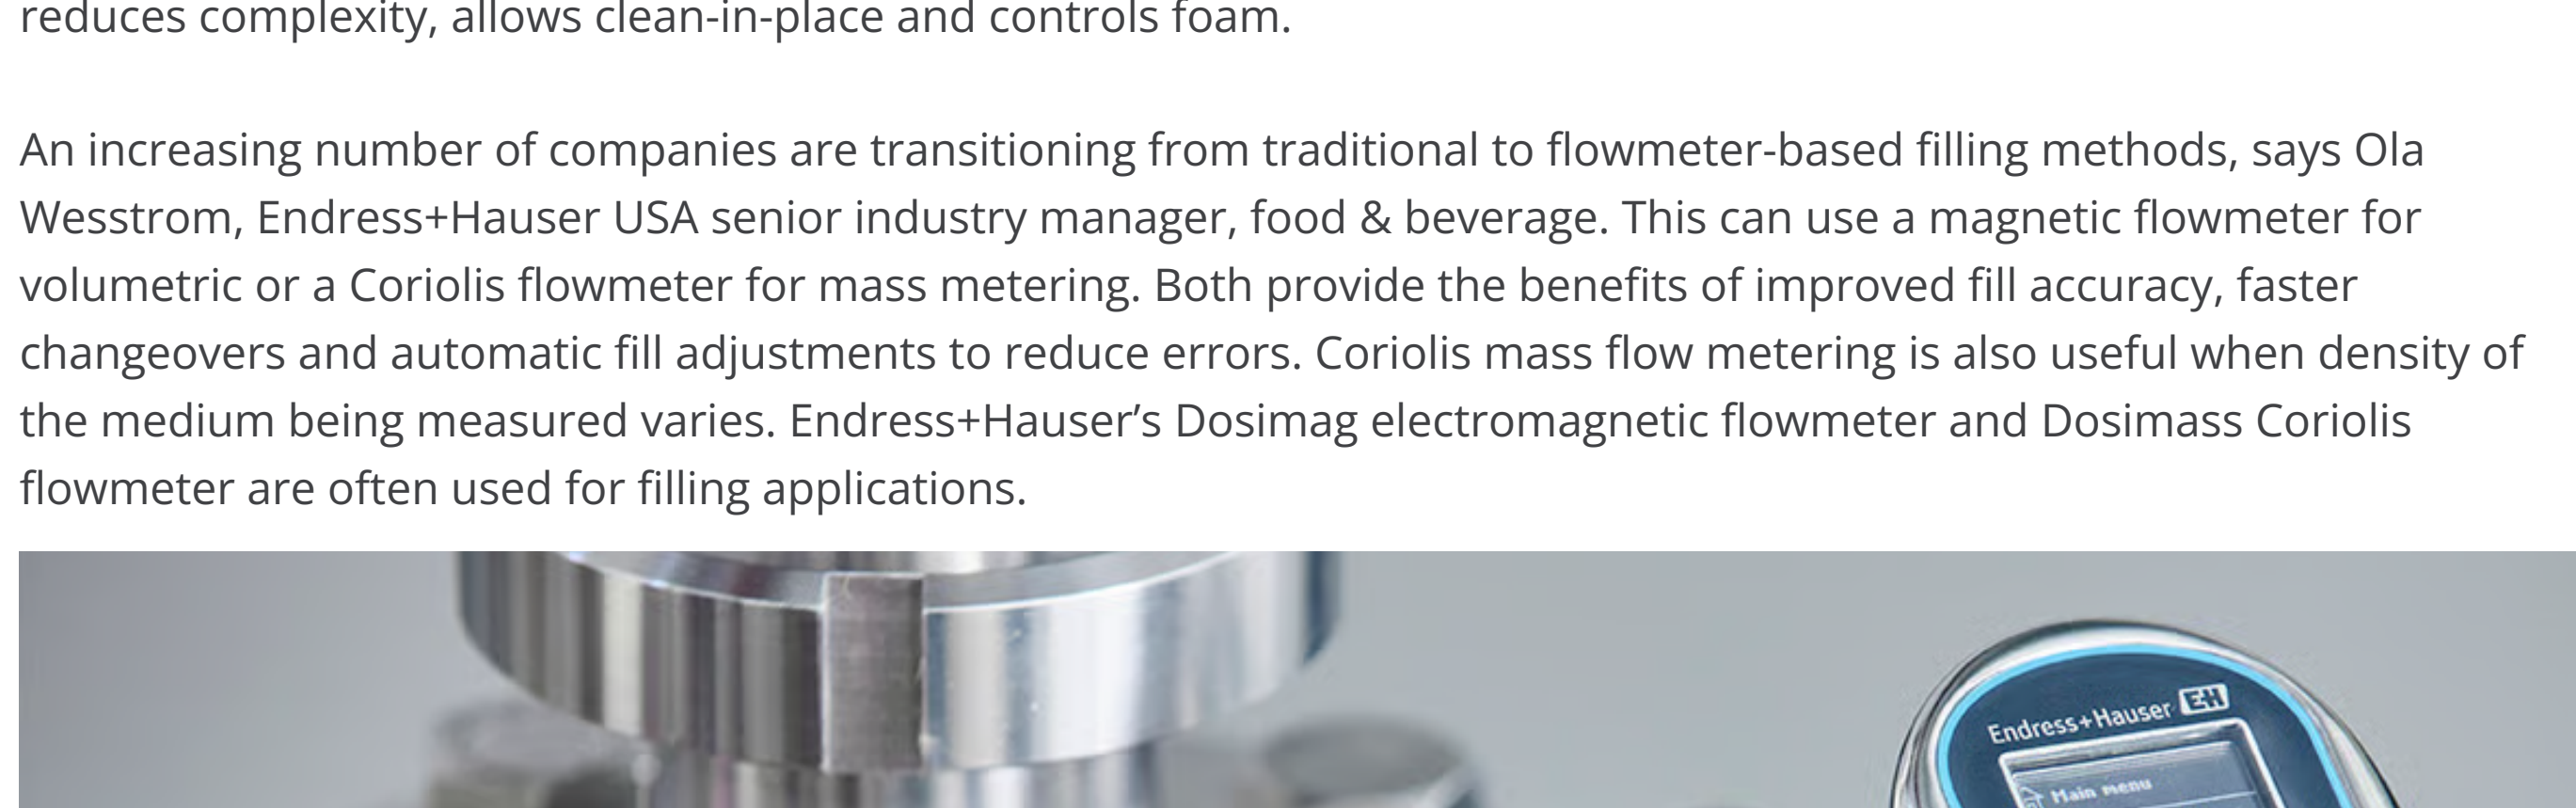 reduces complexity, allows clean-in-place and controls foam.
An increasing number of companies are transitioning from traditional to flowmeter-based filling methods, says Ola
Wesstrom, Endress+Hauser USA senior industry manager, food & beverage. This can use a magnetic flowmeter for
volumetric or a Coriolis flowmeter for mass metering. Both provide the benefits of improved fill accuracy, faster
changeovers and automatic fill adjustments to reduce errors. Coriolis mass flow metering is also useful when density of
the medium being measured varies. Endress+Hauser’s Dosimag electromagnetic flowmeter and Dosimass Coriolis
flowmeter are often used for filling applications.
Endress+Hauser EH
Main menu